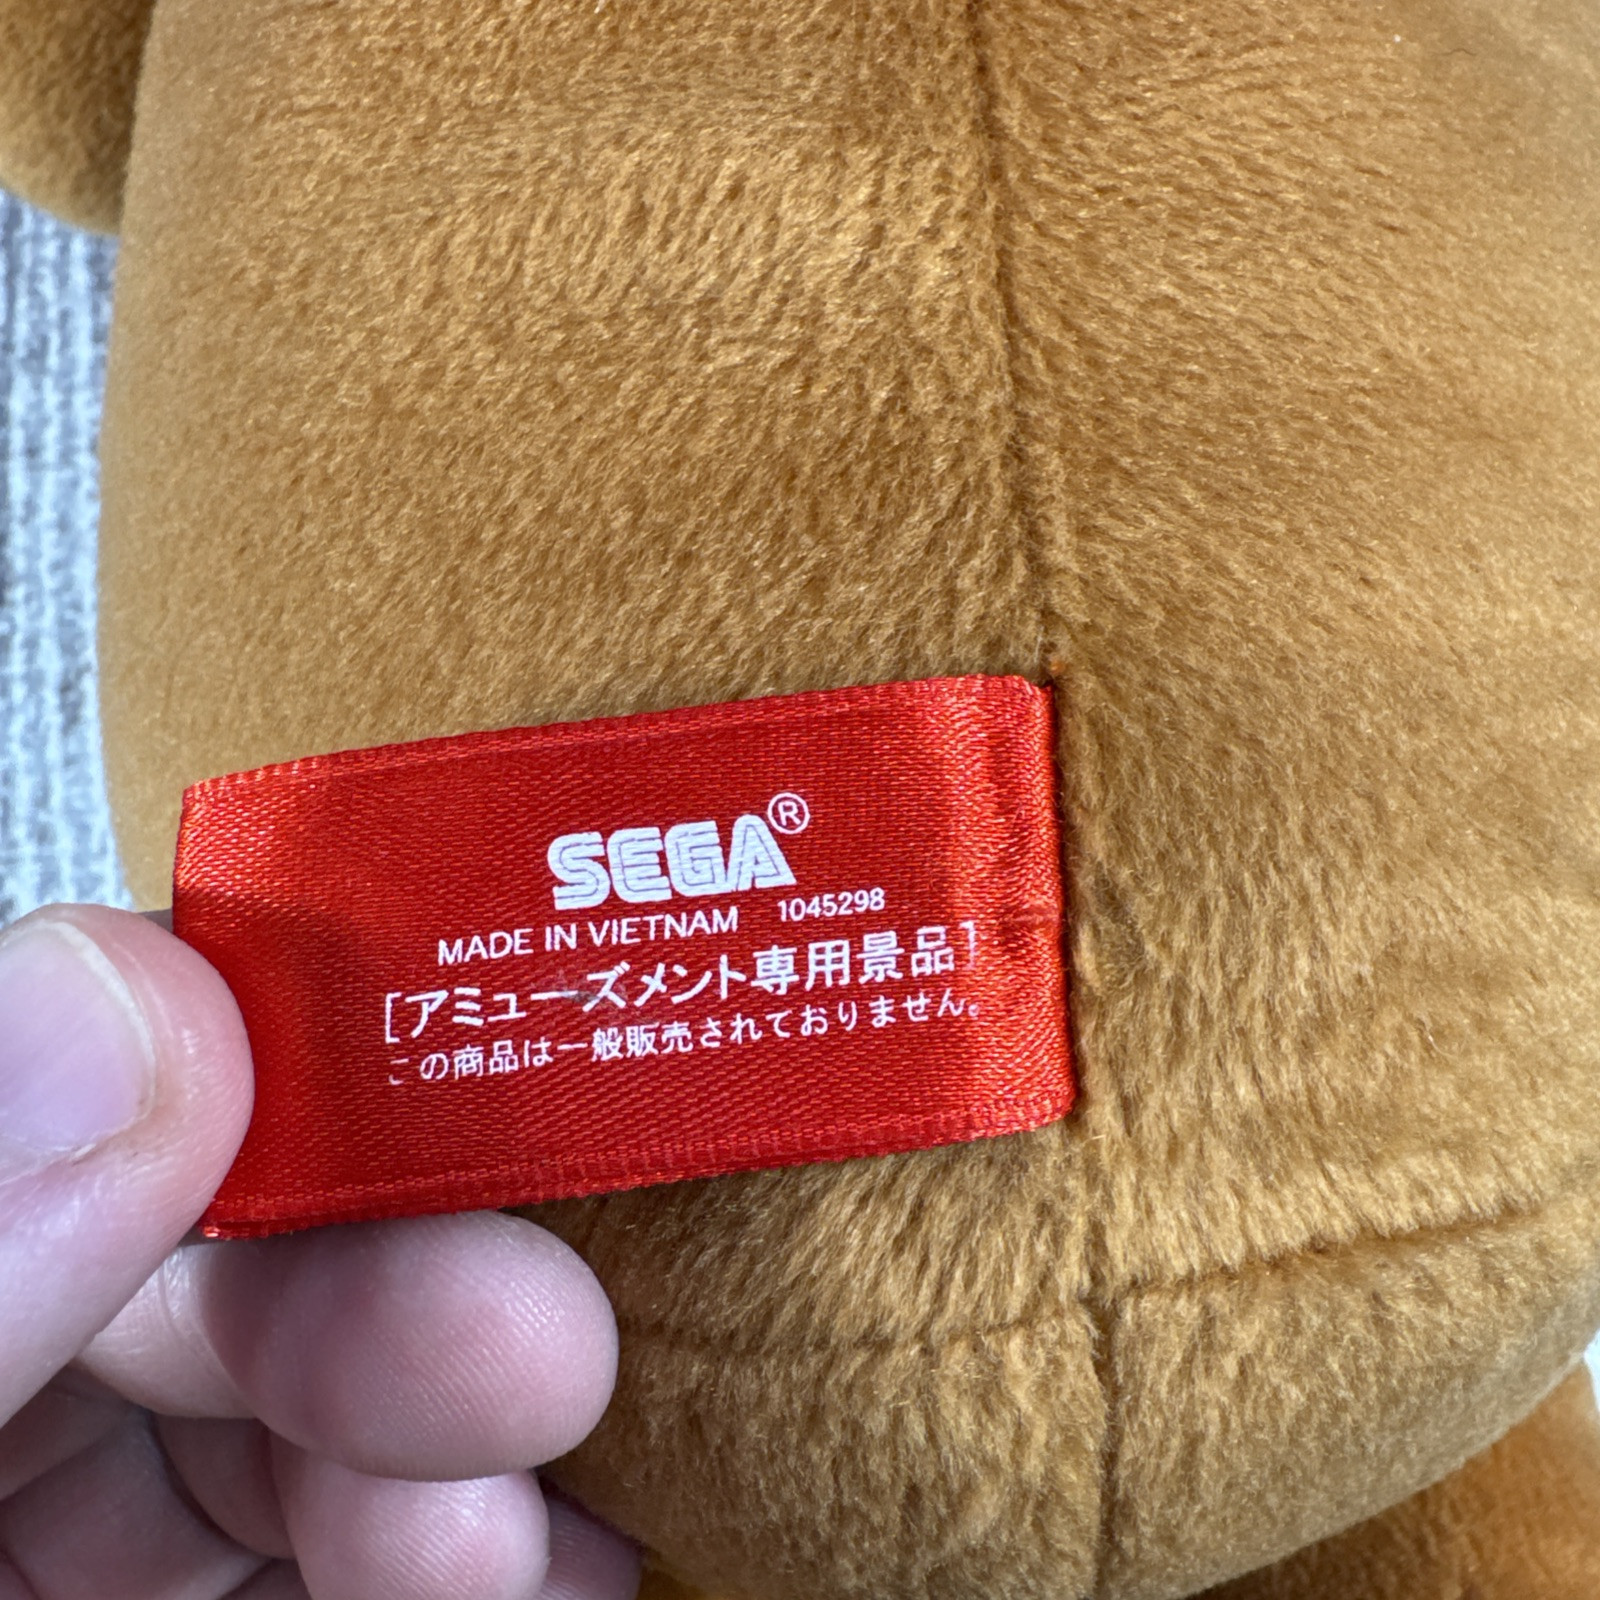 SEGA®
MADE IN VIETNAM 1045298
[アミューズメント専用景品]
この商品は一般販売されておりません。